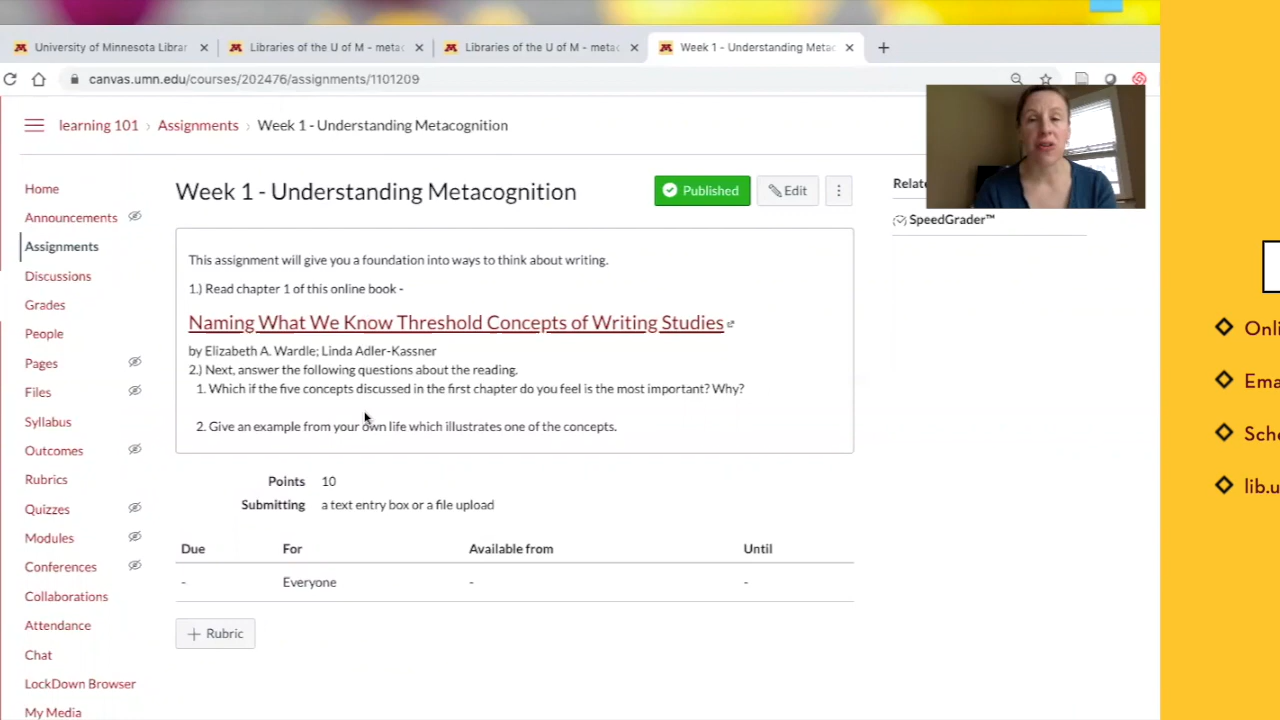 University of Minnesota Librar
Libraries of the U of M - metac
Libraries of the U of M - metac
Week 1 - Understanding Metac
canvas.umn.edu/courses/202476/assignments/1101209
learning 101 › Assignments › Week 1 - Understanding Metacognition
Home
Announcements
Assignments
Discussions
Grades
People
Pages
Files
Syllabus
Outcomes
Rubrics
Quizzes
Modules
Conferences
Collaborations
Attendance
Chat
LockDown Browser
My Media
Week 1 - Understanding Metacognition
Published
Edit
This assignment will give you a foundation into ways to think about writing.
1.) Read chapter 1 of this online book -
Naming What We Know Threshold Concepts of Writing Studies
by Elizabeth A. Wardle; Linda Adler-Kassner
2.) Next, answer the following questions about the reading.
1. Which if the five concepts discussed in the first chapter do you feel is the most important? Why?
2. Give an example from your own life which illustrates one of the concepts.
Points 10
Submitting a text entry box or a file upload
Due For Available from Until
- Everyone - -
+ Rubric
Relate
SpeedGrader™
Onli
Ema
Sche
lib.u